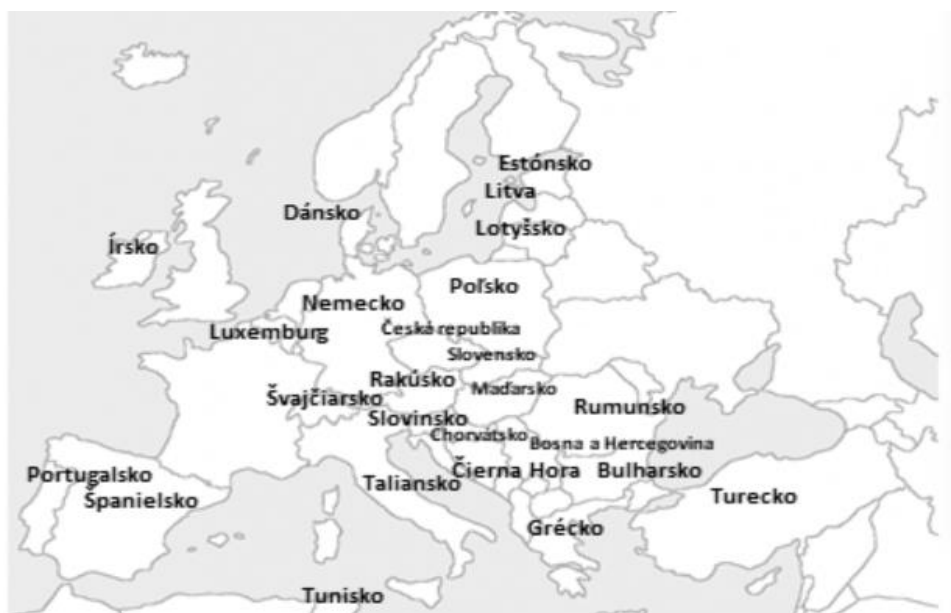 Estónsko
Litva
Dánsko
Lotyšsko
Írsko
Poľsko
Nemecko
Luxemburg
Česká republika
Slovensko
Rakúsko
Maďarsko
Švajčiarsko
Rumunsko
Slovinsko
Chorvátsko
Bosna a Hercegovina
Čierna Hora
Bulharsko
Portugalsko
Taliansko
Španielsko
Turecko
Grécko
Tunisko